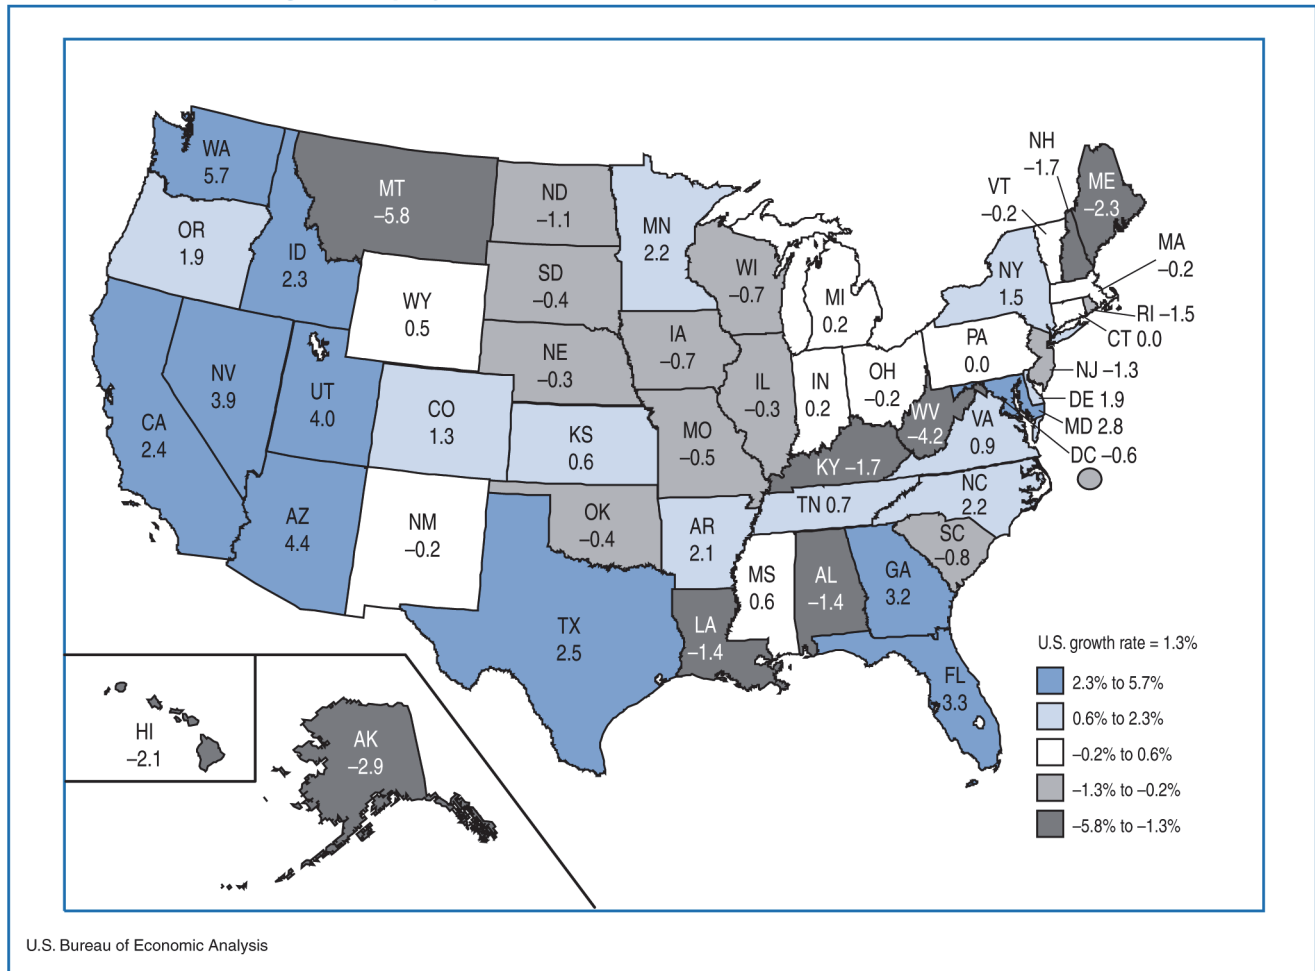 WA
5.7
OR
1.9
ID
2.3
MT
−5.8
WY
0.5
ND
−1.1
SD
−0.4
NE
−0.3
MN
2.2
WI
−0.7
IA
−0.7
MI
0.2
NH
−1.7
VT
−0.2
ME
−2.3
MA
−0.2
NY
1.5
RI −1.5
CT 0.0
PA
0.0
NJ −1.3
DE 1.9
MD 2.8
DC −0.6
CA
2.4
NV
3.9
UT
4.0
CO
1.3
KS
0.6
MO
−0.5
IL
−0.3
IN
0.2
OH
−0.2
WV
−4.2
VA
0.9
KY −1.7
NC
2.2
TN 0.7
SC
−0.8
AZ
4.4
NM
−0.2
OK
−0.4
AR
2.1
MS
0.6
AL
−1.4
GA
3.2
TX
2.5
LA
−1.4
FL
3.3
HI
−2.1
AK
−2.9
U.S. growth rate = 1.3%
2.3% to 5.7%
0.6% to 2.3%
−0.2% to 0.6%
−1.3% to −0.2%
−5.8% to −1.3%
U.S. Bureau of Economic Analysis